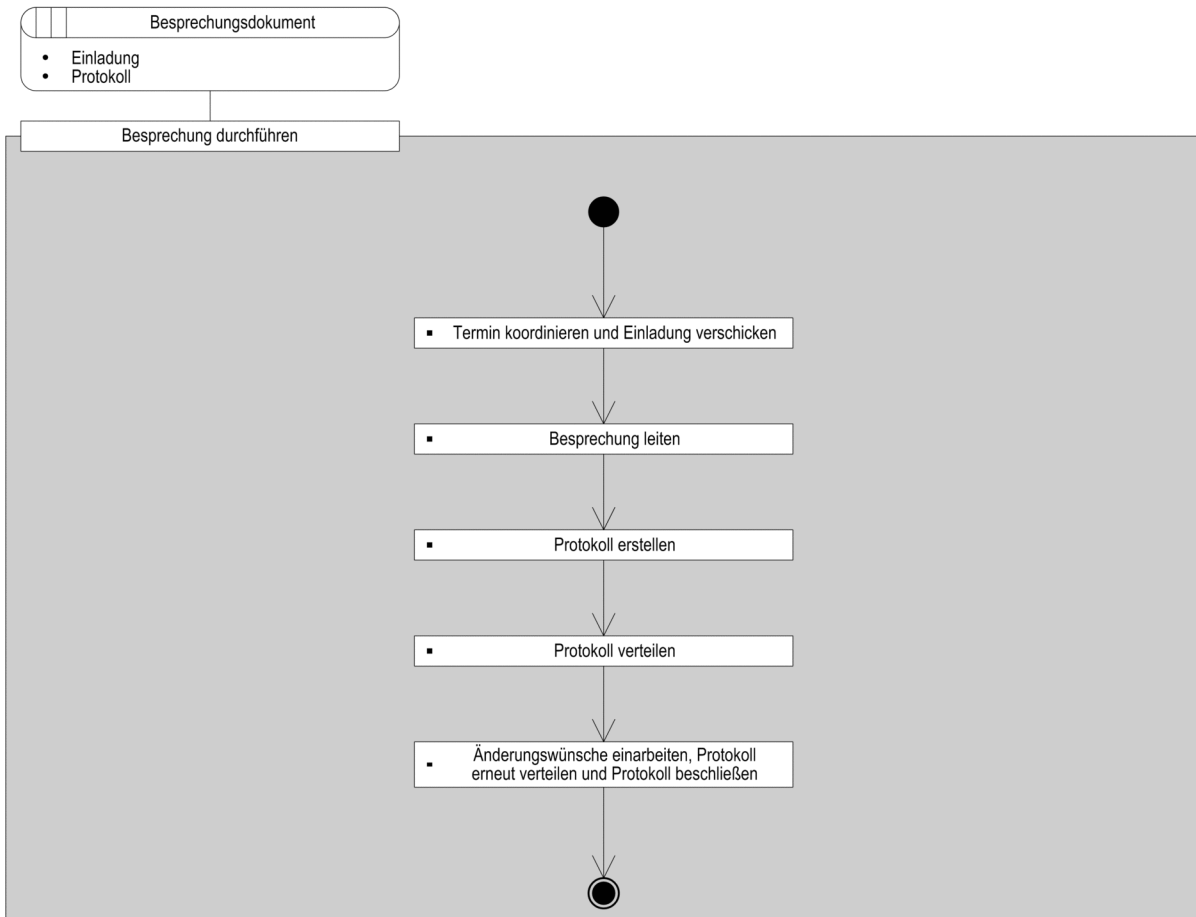 Besprechungsdokument
• Einladung
• Protokoll
Besprechung durchführen
▪ Termin koordinieren und Einladung verschicken
▪ Besprechung leiten
▪ Protokoll erstellen
▪ Protokoll verteilen
▪ Änderungswünsche einarbeiten, Protokoll
erneut verteilen und Protokoll beschließen